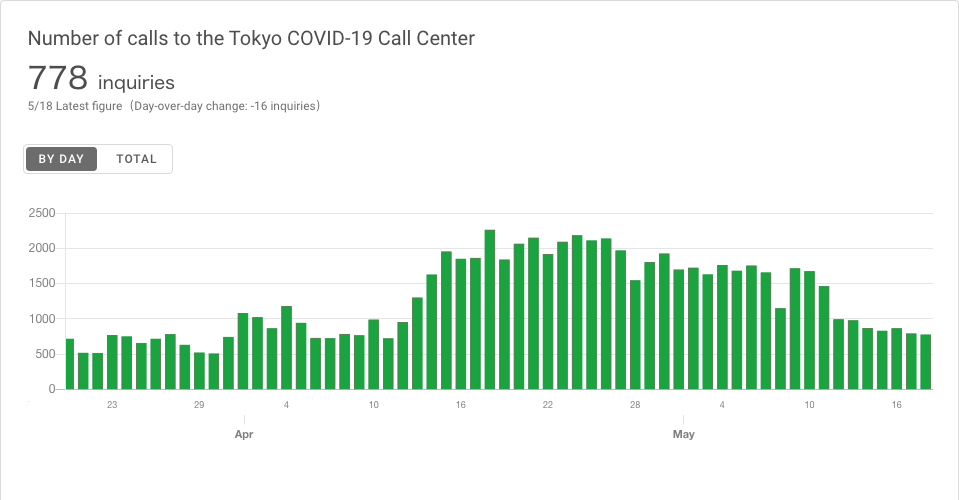 Number of calls to the Tokyo COVID-19 Call Center
778 inquiries
5/18 Latest figure（Day-over-day change: -16 inquiries）
BY DAY TOTAL
2500
2000
1500
1000
500
0
23 29 4 10 16 22 28 4 10 16
Apr May